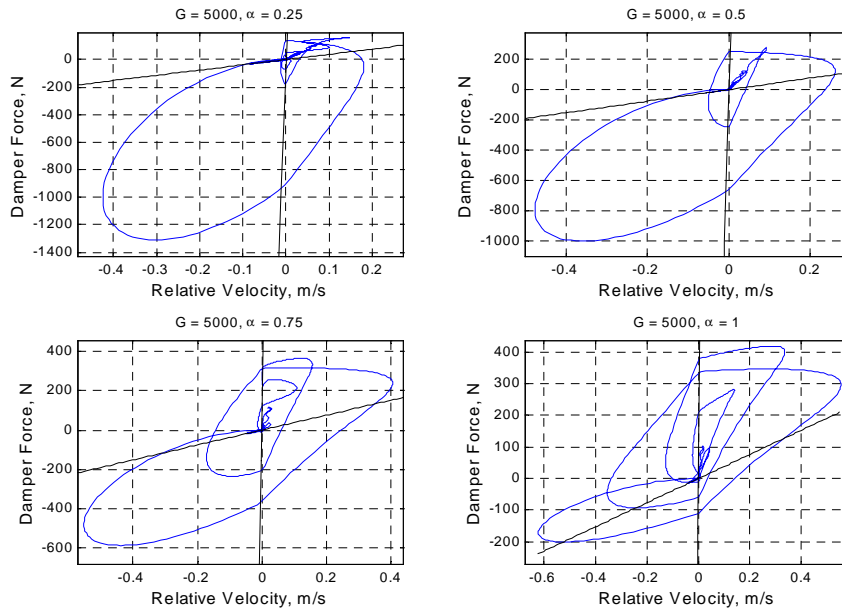 G = 5000, α = 0.25
0
-200
-400
-600
-800
-1000
-1200
-1400
Damper Force, N
-0.4 -0.3 -0.2 -0.1 0 0.1 0.2
Relative Velocity, m/s
G = 5000, α = 0.5
200
0
-200
-400
-600
-800
-1000
Damper Force, N
-0.4 -0.2 0 0.2
Relative Velocity, m/s
G = 5000, α = 0.75
400
200
0
-200
-400
-600
Damper Force, N
-0.4 -0.2 0 0.2 0.4
Relative Velocity, m/s
G = 5000, α = 1
400
300
200
100
0
-100
-200
Damper Force, N
-0.6 -0.4 -0.2 0 0.2 0.4
Relative Velocity, m/s